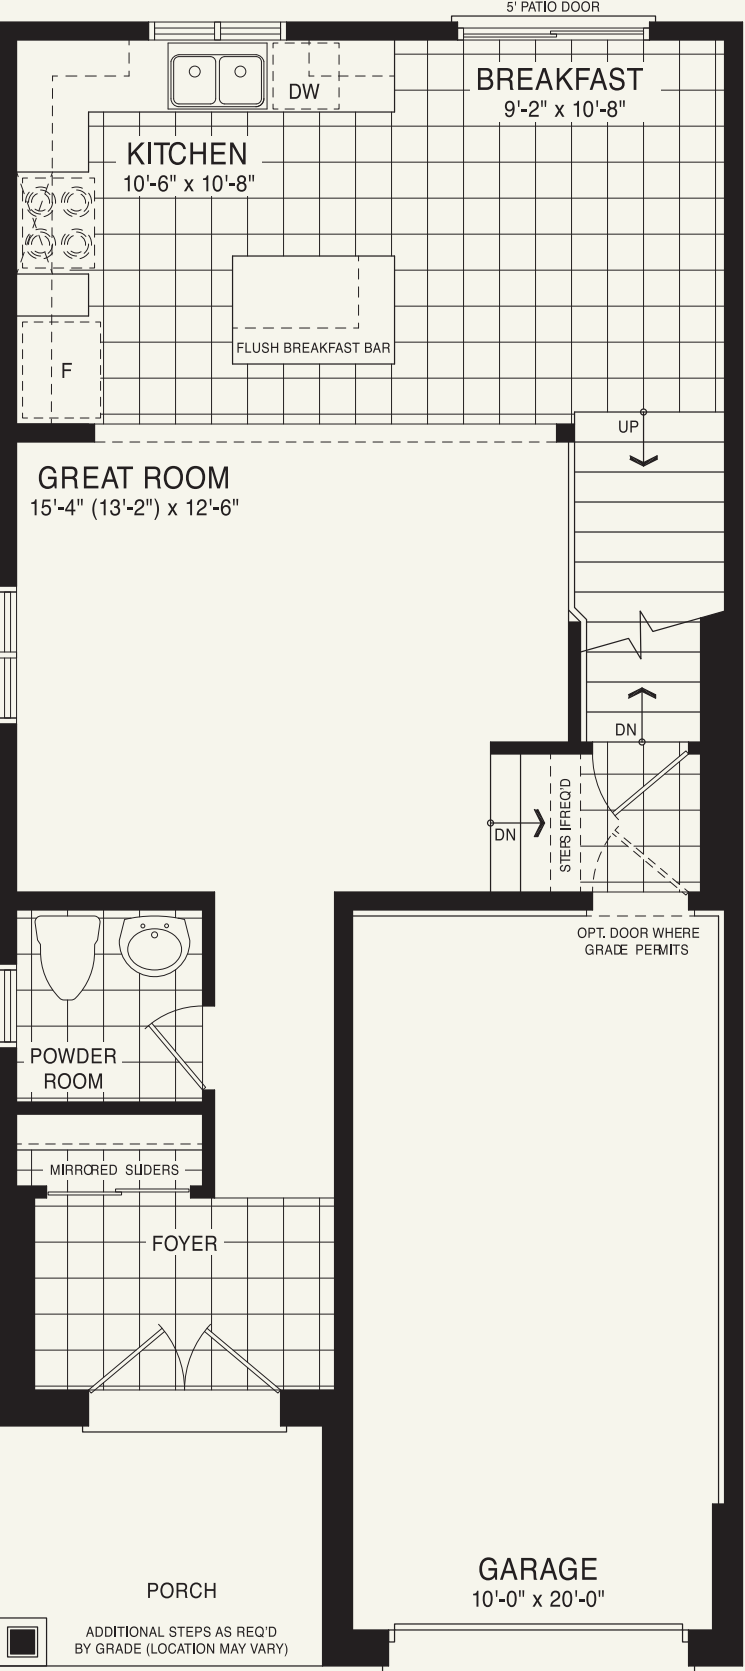 5' PATIO DOOR
BREAKFAST
9'-2" x 10'-8"
DW
KITCHEN
10'-6" x 10'-8"
FLUSH BREAKFAST BAR
F
UP
GREAT ROOM
15'-4" (13'-2") x 12'-6"
DN
DN
STEPS IF REQ'D
OPT. DOOR WHERE
GRADE PERMITS
POWDER
ROOM
MIRRORED SLIDERS
FOYER
GARAGE
10'-0" x 20'-0"
PORCH
ADDITIONAL STEPS AS REQ'D
BY GRADE (LOCATION MAY VARY)